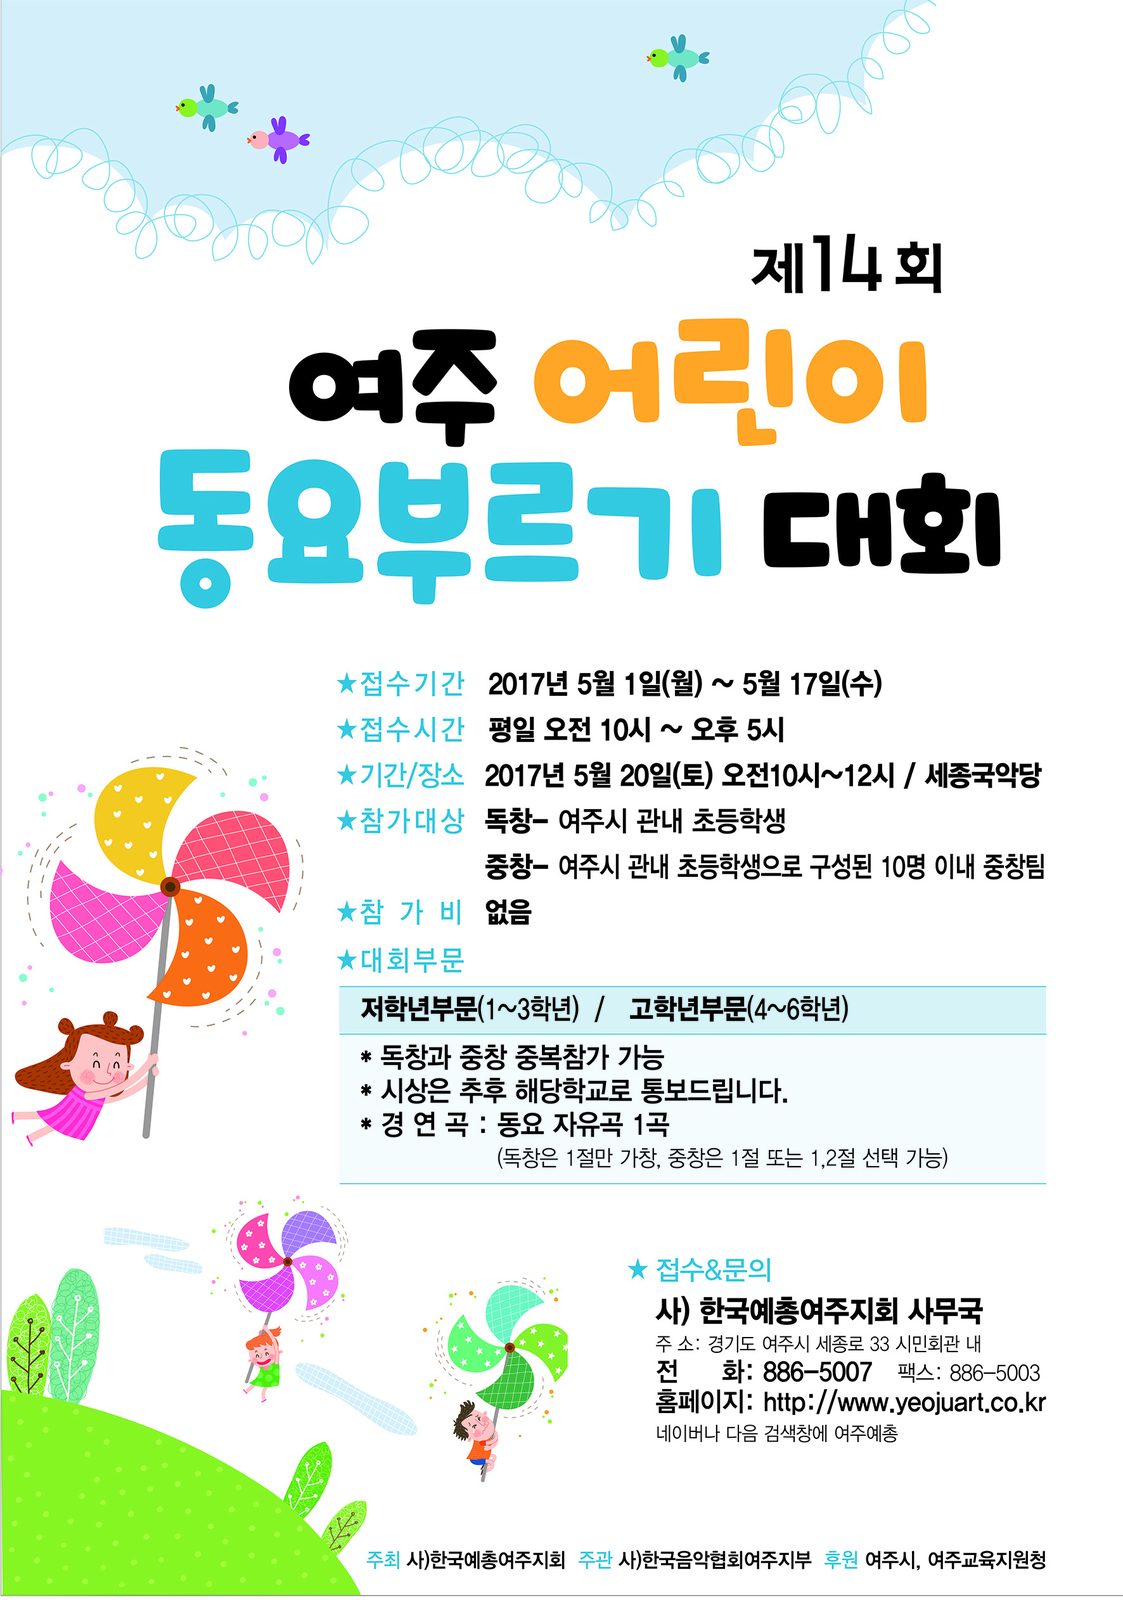 제14회
여주 어린이
동요부르기 대회
★접수기간 2017년 5월 1일(월) ~ 5월 17일(수)
★접수시간 평일 오전 10시 ~ 오후 5시
★기간/장소 2017년 5월 20일(토) 오전10시~12시 / 세종국악당
★참가대상 독창- 여주시 관내 초등학생
중창- 여주시 관내 초등학생으로 구성된 10명 이내 중창팀
★참 가 비 없음
★대회부문
저학년부문(1~3학년) / 고학년부문(4~6학년)
* 독창과 중창 중복참가 가능
* 시상은 추후 해당학교로 통보드립니다.
* 경 연 곡 : 동요 자유곡 1곡
(독창은 1절만 가창, 중창은 1절 또는 1,2절 선택 가능)
★ 접수&문의
사) 한국예총여주지회 사무국
주 소: 경기도 여주시 세종로 33 시민회관 내
전 화: 886-5007 팩스: 886-5003
홈페이지: http://www.yeojuart.co.kr
네이버나 다음 검색창에 여주예총
주최 사)한국예총여주지회 주관 사)한국음악협회여주지부 후원 여주시, 여주교육지원청